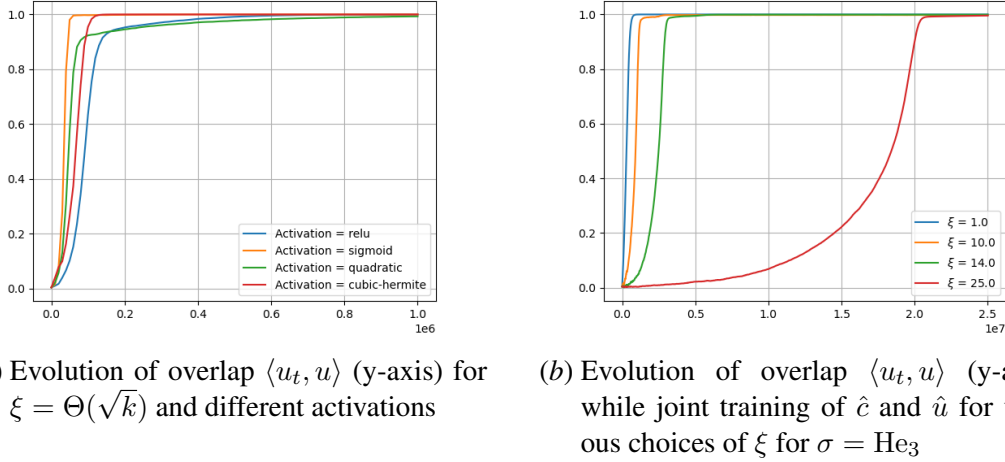 1.0
0.8
0.6
0.4
0.2
0.0
0.0 0.2 0.4 0.6 0.8 1.0
1e6
Activation = relu
Activation = sigmoid
Activation = quadratic
Activation = cubic-hermite
) Evolution of overlap ⟨u_t, u⟩ (y-axis) for
ξ = Θ(√k) and different activations
1.0
0.8
0.6
0.4
0.2
0.0
0.0 0.5 1.0 1.5 2.0 2.5
1e7
ξ = 1.0
ξ = 10.0
ξ = 14.0
ξ = 25.0
(b) Evolution of overlap ⟨u_t, u⟩ (y-a
while joint training of ĉ and û for
ous choices of ξ for σ = He₃